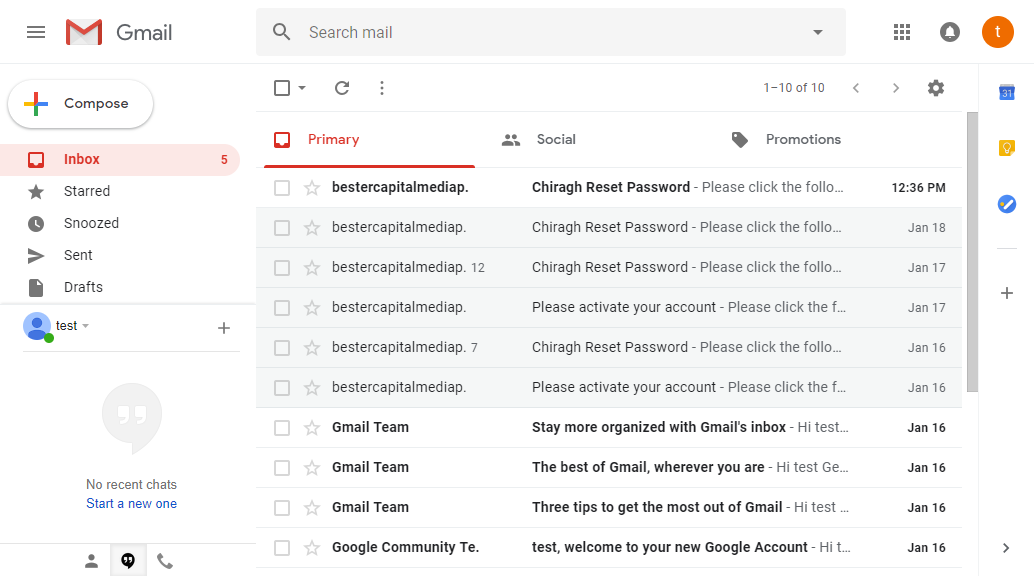 Gmail
Search mail
t
Compose
1–10 of 10
31
Primary
Social
Promotions
Inbox 5
Starred
Snoozed
Sent
Drafts
bestercapitalmediap. Chiragh Reset Password - Please click the follo… 12:36 PM
bestercapitalmediap. Chiragh Reset Password - Please click the follo… Jan 18
bestercapitalmediap. 12 Chiragh Reset Password - Please click the follo… Jan 17
bestercapitalmediap. Please activate your account - Please click the f… Jan 17
bestercapitalmediap. 7 Chiragh Reset Password - Please click the follo… Jan 16
bestercapitalmediap. Please activate your account - Please click the f… Jan 16
Gmail Team Stay more organized with Gmail's inbox - Hi test… Jan 16
Gmail Team The best of Gmail, wherever you are - Hi test Ge… Jan 16
Gmail Team Three tips to get the most out of Gmail - Hi test … Jan 16
Google Community Te. test, welcome to your new Google Account - Hi t… Jan 16
test
No recent chats
Start a new one